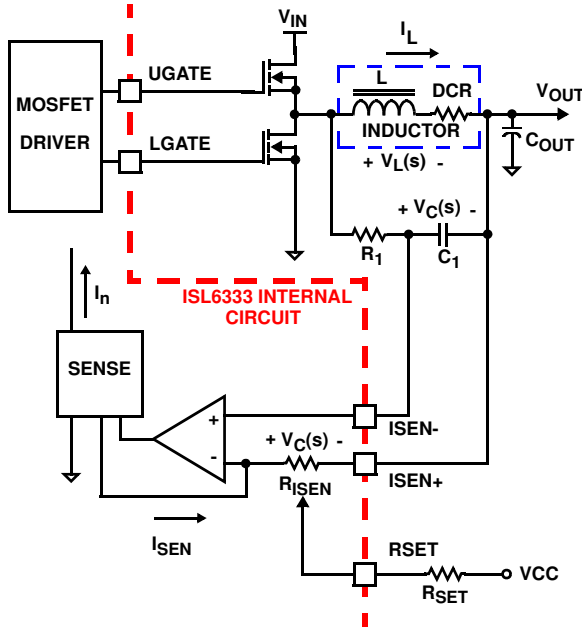 VIN
IL
UGATE
L
DCR
VOUT
MOSFET
DRIVER
INDUCTOR
COUT
LGATE
+ VL(s) -
+ VC(s) -
R1
C1
In
ISL6333 INTERNAL
CIRCUIT
SENSE
+
ISEN-
+ VC(s) -
-
RISEN
ISEN+
ISEN
RSET
VCC
RSET